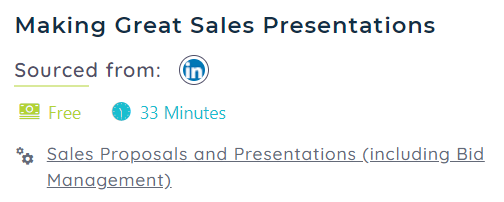 Making Great Sales Presentations
Sourced from: in
Free 33 Minutes
Sales Proposals and Presentations (including Bid
Management)